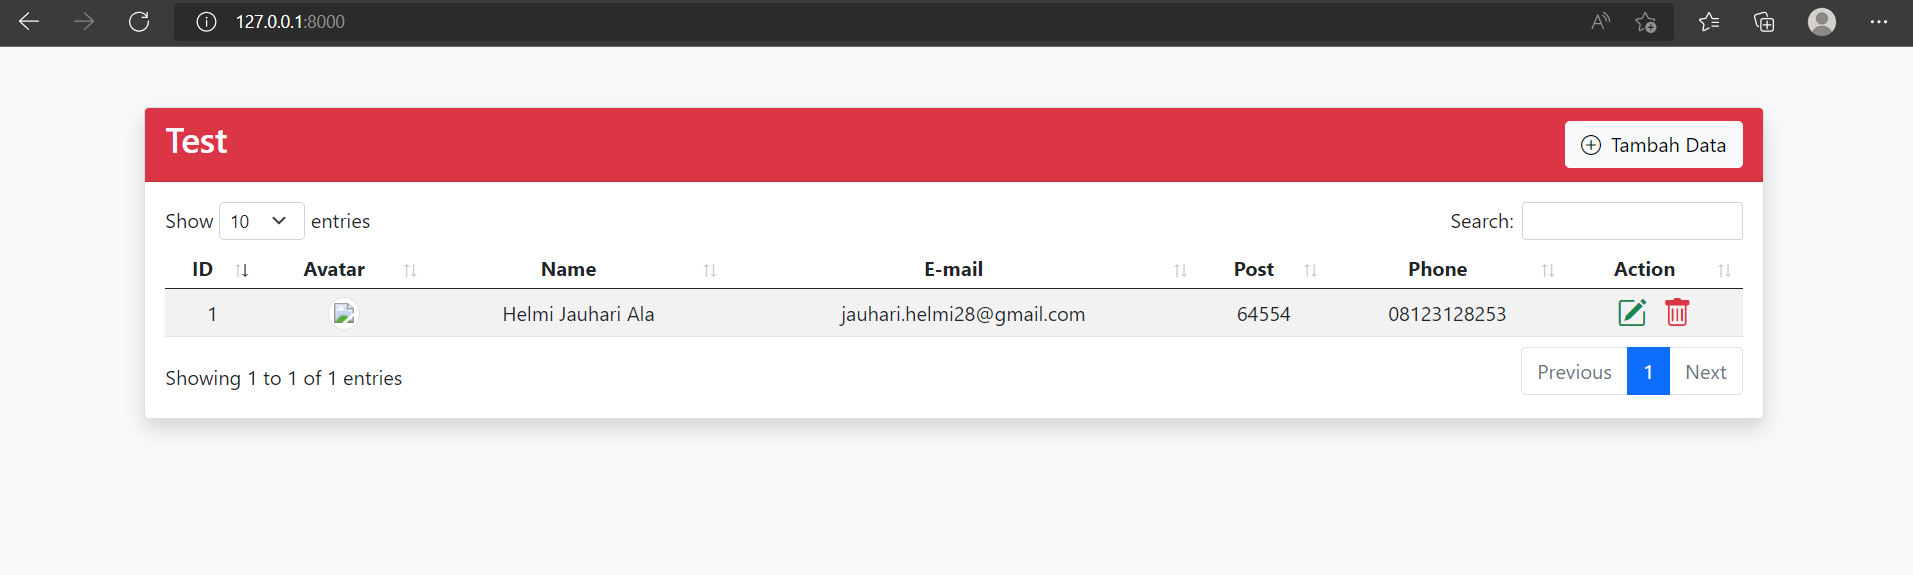 127.0.0.1:8000
Test
Tambah Data
Show 10 entries
Search:
ID Avatar Name E-mail Post Phone Action
1 Helmi Jauhari Ala jauhari.helmi28@gmail.com 64554 08123128253
Showing 1 to 1 of 1 entries
Previous 1 Next